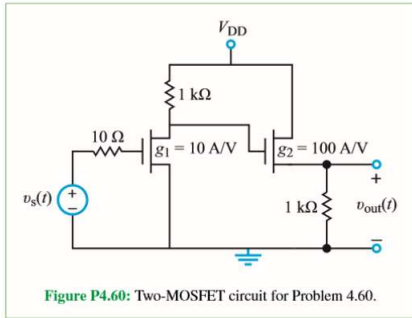 VDD
1 kΩ
10 Ω
g1 = 10 A/V
g2 = 100 A/V
+
vs(t)
+
−
1 kΩ
vout(t)
−
Figure P4.60: Two-MOSFET circuit for Problem 4.60.